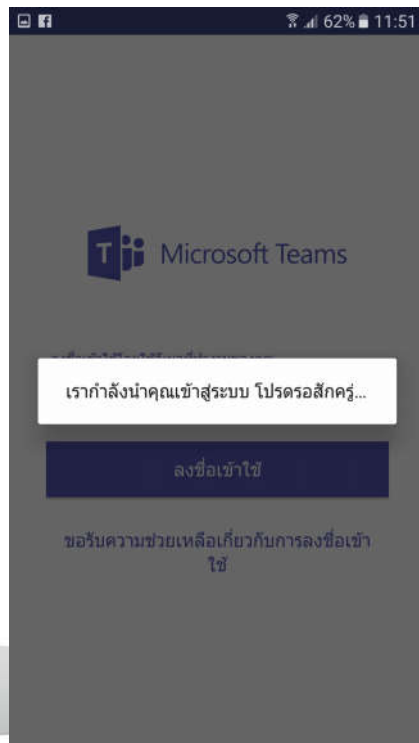 62% 11:51
Microsoft Teams
เรากำลังนำคุณเข้าสู่ระบบ โปรดรอสักครู่...
ลงชื่อเข้าใช้
ขอรับความช่วยเหลือเกี่ยวกับการลงชื่อเข้า
ใช้